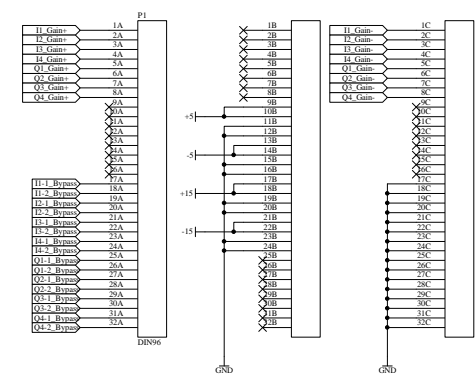 P1
I1_Gain+ 1A
I2_Gain+ 2A
I3_Gain+ 3A
I4_Gain+ 4A
Q1_Gain+ 5A
Q2_Gain+ 6A
Q3_Gain+ 7A
Q4_Gain+ 8A
9A
10A
11A
12A
13A
14A
15A
16A
I1-1_Bypass 17A
I1-2_Bypass 18A
I2-1_Bypass 19A
I2-2_Bypass 20A
I3-1_Bypass 21A
I3-2_Bypass 22A
I4-1_Bypass 23A
I4-2_Bypass 24A
Q1-1_Bypass 25A
Q1-2_Bypass 26A
Q2-1_Bypass 27A
Q2-2_Bypass 28A
Q3-1_Bypass 29A
Q3-2_Bypass 30A
Q4-1_Bypass 31A
Q4-2_Bypass 32A
DIN96
1B
2B
3B
4B
5B
6B
7B
8B
9B
+5 10B
11B
12B
13B
-5 14B
15B
16B
17B
+15 18B
19B
20B
21B
-15 22B
23B
24B
25B
26B
27B
28B
29B
30B
31B
32B
GND
I1_Gain- 1C
I2_Gain- 2C
I3_Gain- 3C
I4_Gain- 4C
Q1_Gain- 5C
Q2_Gain- 6C
Q3_Gain- 7C
Q4_Gain- 8C
9C
10C
11C
12C
13C
14C
15C
16C
17C
18C
19C
20C
21C
22C
23C
24C
25C
26C
27C
28C
29C
30C
31C
32C
GND